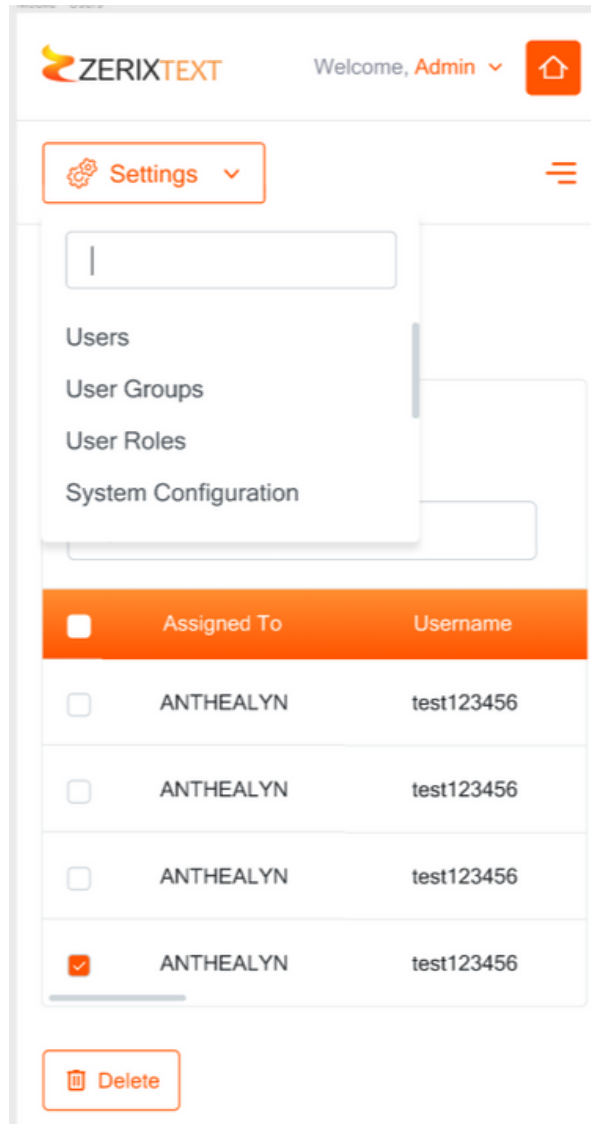 ZERIXTEXT
Welcome, Admin
Settings
Users
User Groups
User Roles
System Configuration
Assigned To Username
ANTHEALYN test123456
ANTHEALYN test123456
ANTHEALYN test123456
ANTHEALYN test123456
Delete